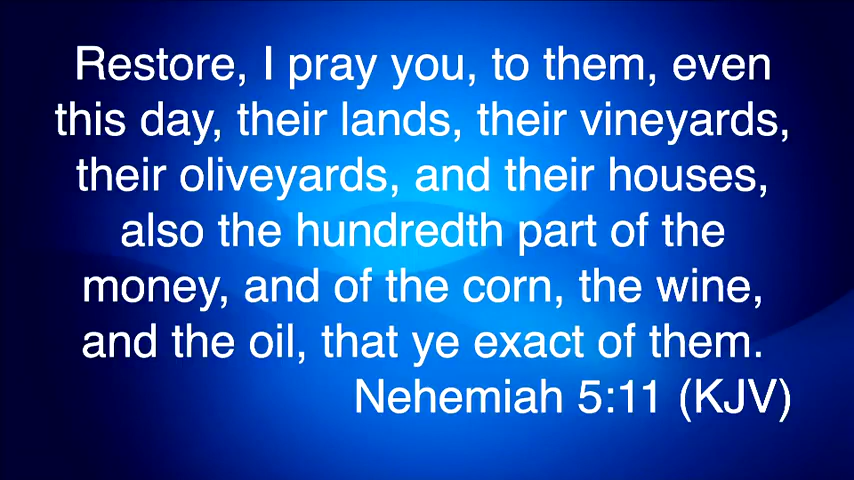 Restore, I pray you, to them, even
this day, their lands, their vineyards,
their oliveyards, and their houses,
also the hundredth part of the
money, and of the corn, the wine,
and the oil, that ye exact of them.
Nehemiah 5:11 (KJV)